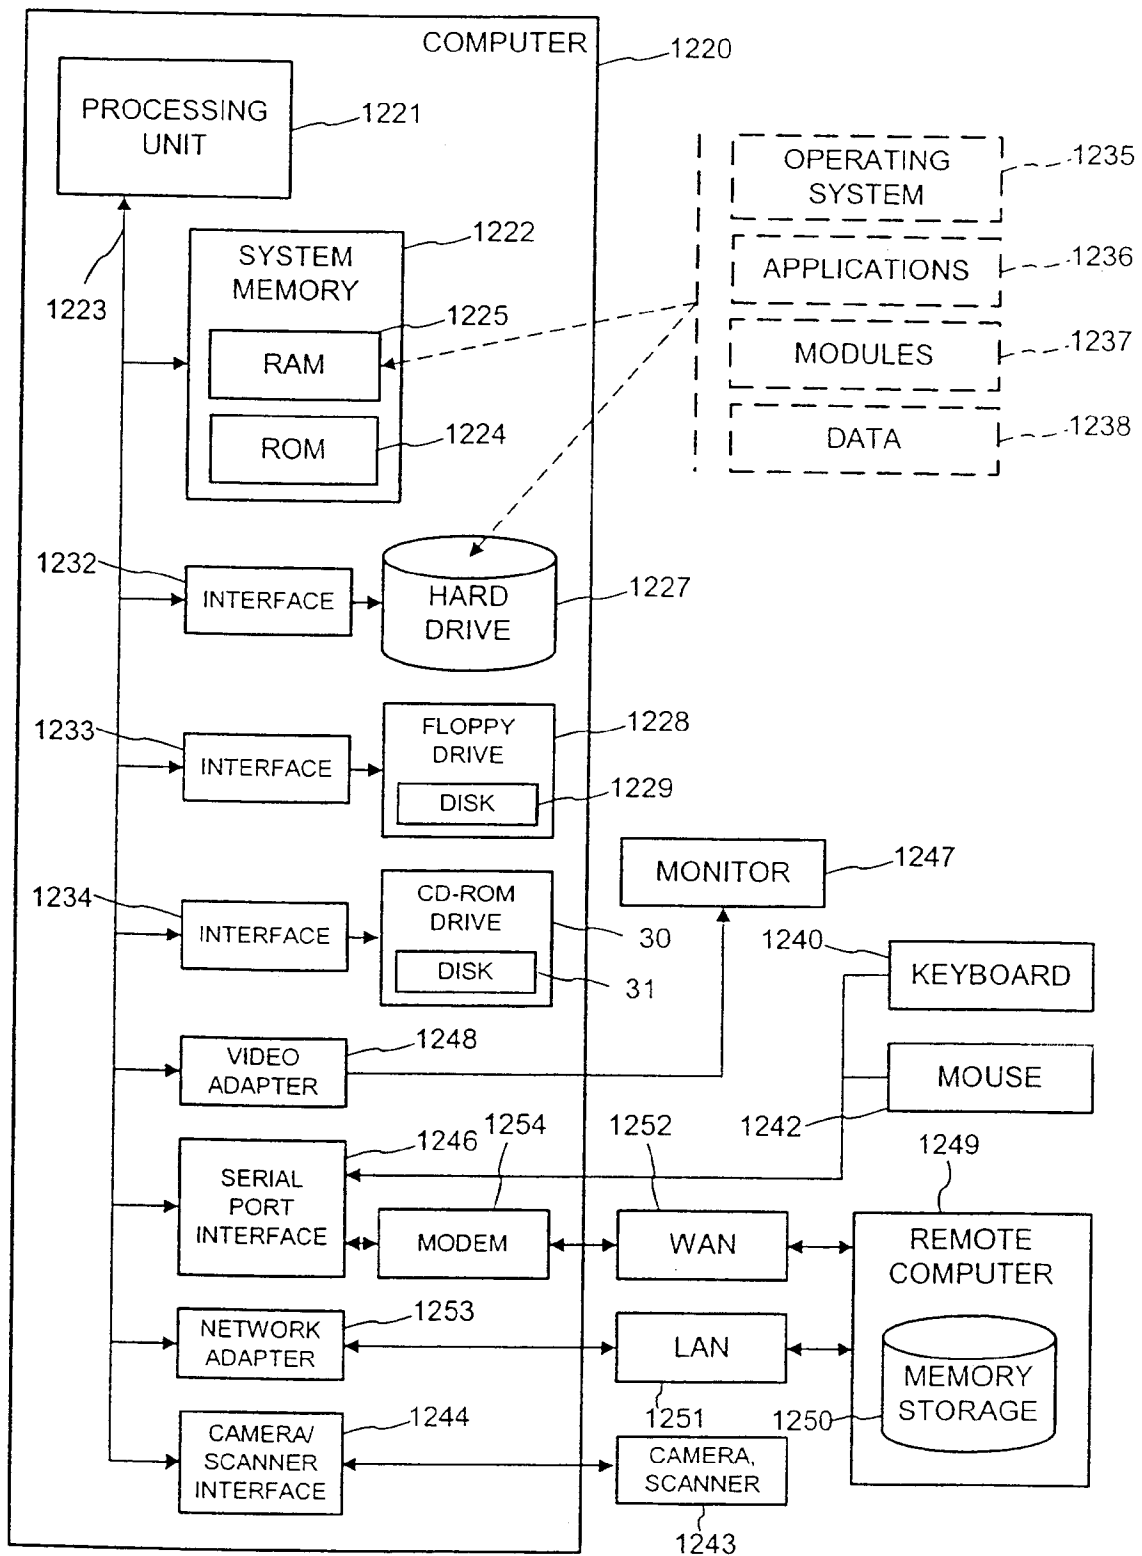 COMPUTER
1220
PROCESSING
UNIT
1221
1223
SYSTEM
MEMORY
1222
RAM
1225
ROM
1224
OPERATING
SYSTEM
1235
APPLICATIONS
1236
MODULES
1237
DATA
1238
1232
INTERFACE
HARD
DRIVE
1227
1233
INTERFACE
FLOPPY
DRIVE
1228
DISK
1229
1234
INTERFACE
CD-ROM
DRIVE
30
DISK
31
MONITOR
1247
1240
KEYBOARD
MOUSE
1242
VIDEO
ADAPTER
1248
SERIAL
PORT
INTERFACE
1246
MODEM
1254
WAN
1252
1249
REMOTE
COMPUTER
MEMORY
STORAGE
1250
NETWORK
ADAPTER
1253
LAN
1251
CAMERA/
SCANNER
INTERFACE
1244
CAMERA,
SCANNER
1243